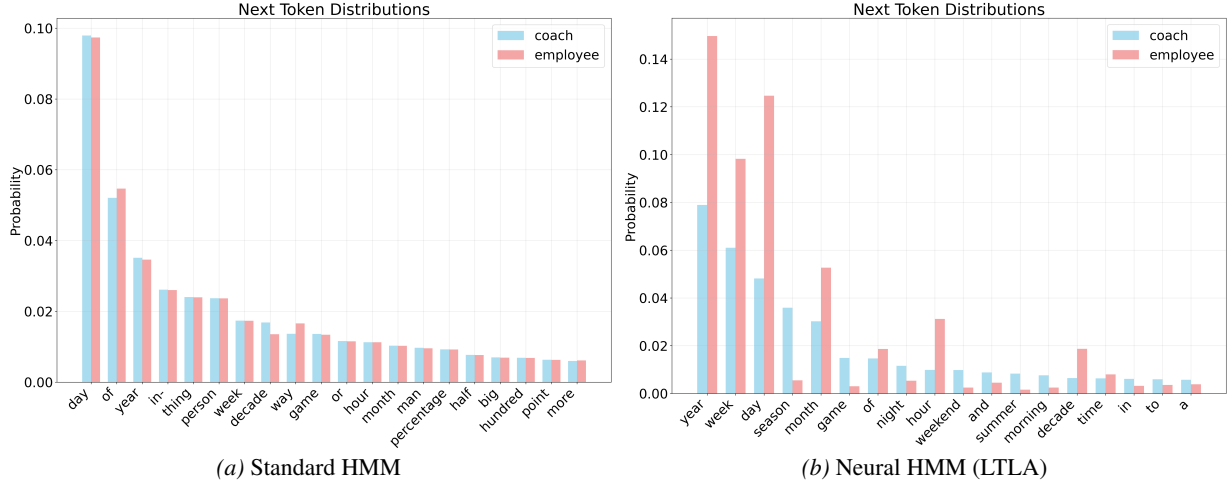 Next Token Distributions
coach
employee
Probability
0.10
0.08
0.06
0.04
0.02
0.00
day
of
year
in-
thing
person
week
decade
way
game
or
hour
month
man
percentage
half
big
hundred
point
more
(a) Standard HMM
Next Token Distributions
coach
employee
Probability
0.14
0.12
0.10
0.08
0.06
0.04
0.02
0.00
year
week
day
season
month
game
of
night
hour
weekend
and
summer
morning
decade
time
in
to
a
(b) Neural HMM (LTLA)